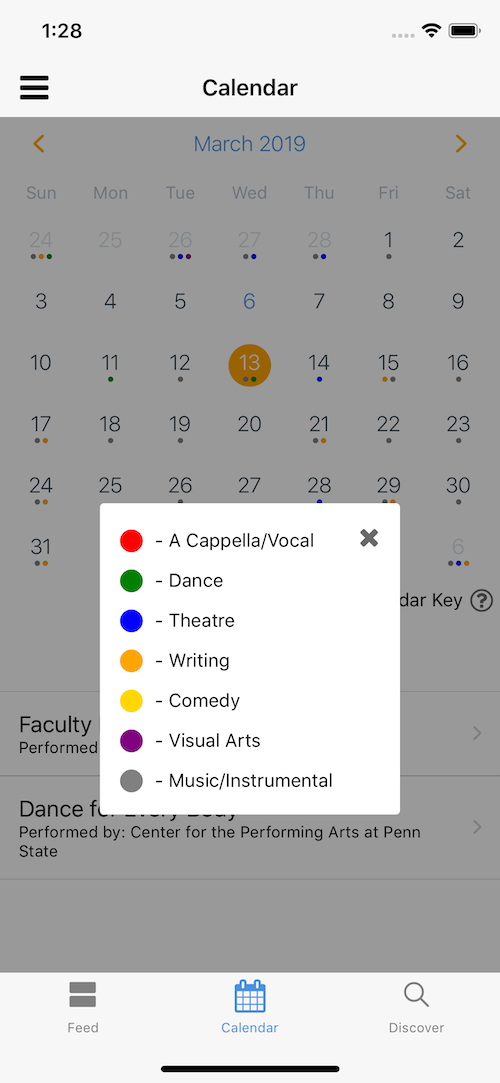 1:28
Calendar
March 2019
Sun Mon Tue Wed Thu Fri Sat
24 25 26 27 28 1 2
3 4 5 6 7 8 9
10 11 12 13 14 15 16
17 18 19 20 21 22 23
24 25 26 27 28 29 30
31 6
- A Cappella/Vocal
- Dance
- Theatre
- Writing
- Comedy
- Visual Arts
- Music/Instrumental
dar Key ?
Faculty
Performed
Dance for Every Body
Performed by: Center for the Performing Arts at Penn
State
Feed Calendar Discover